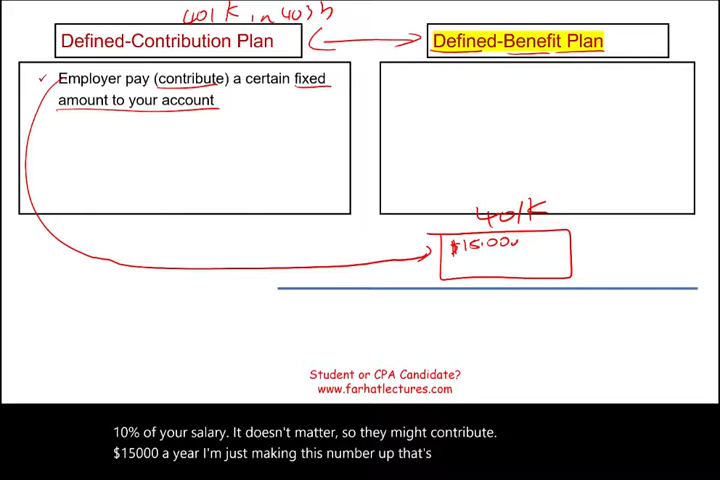 401k in 403b
Defined-Contribution Plan
Defined-Benefit Plan
✓ Employer pay (contribute) a certain fixed
amount to your account
401k
$15.000
Student or CPA Candidate?
www.farhatlectures.com
10% of your salary. It doesn't matter, so they might contribute.
$15000 a year I'm just making this number up that's